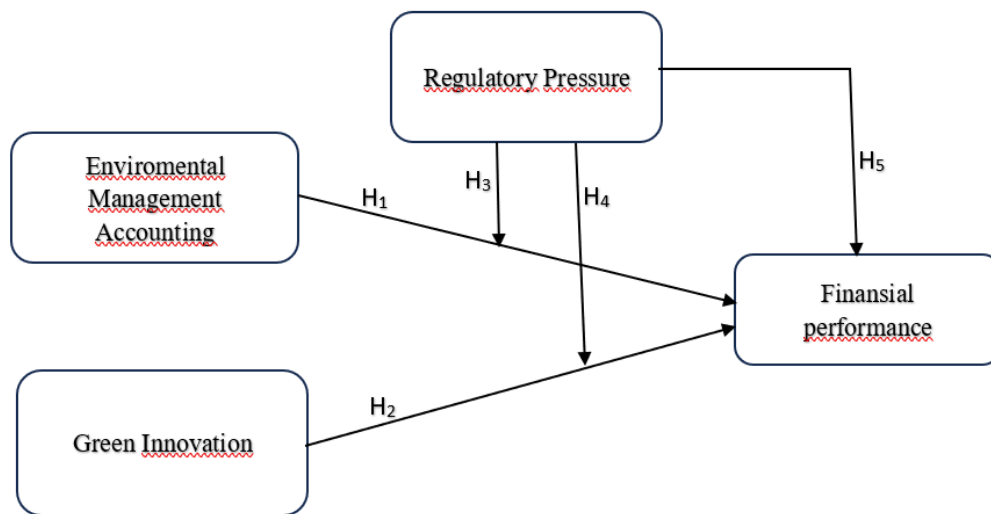 Regulatory Pressure
Enviromental
Management
Accounting
H₁
H₃
H₄
H₅
Finansial
performance
H₂
Green Innovation